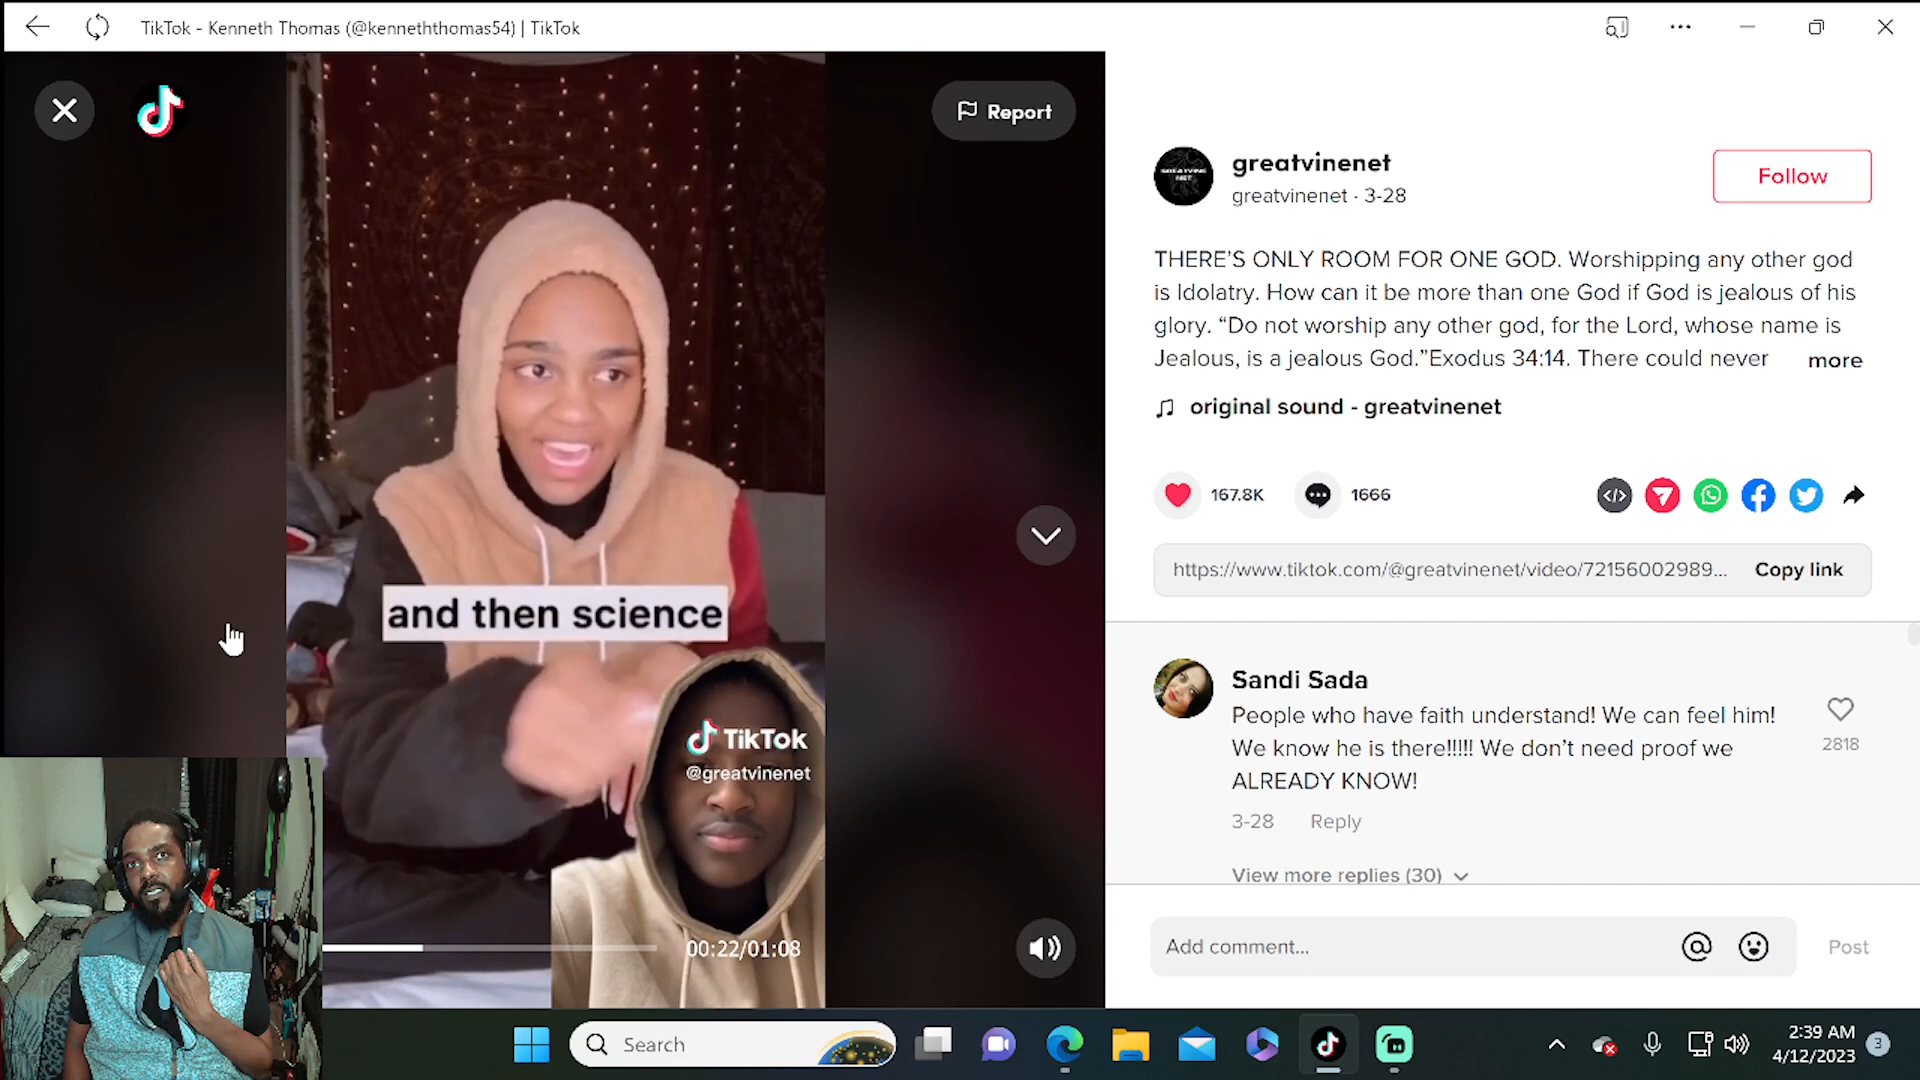 TikTok - Kenneth Thomas (@kenneththomas54) | TikTok
Report
and then science
TikTok
@greatvinenet
00:22/01:08
greatvinenet
greatvinenet · 3-28
Follow
THERE'S ONLY ROOM FOR ONE GOD. Worshipping any other god
is Idolatry. How can it be more than one God if God is jealous of his
glory. “Do not worship any other god, for the Lord, whose name is
Jealous, is a jealous God.”Exodus 34:14. There could never more
original sound - greatvinenet
167.8K
1666
https://www.tiktok.com/@greatvinenet/video/72156002989...
Copy link
Sandi Sada
People who have faith understand! We can feel him!
We know he is there!!!!! We don't need proof we
ALREADY KNOW!
2818
3-28 Reply
View more replies (30)
Add comment...
Post
Search
2:39 AM
4/12/2023
3